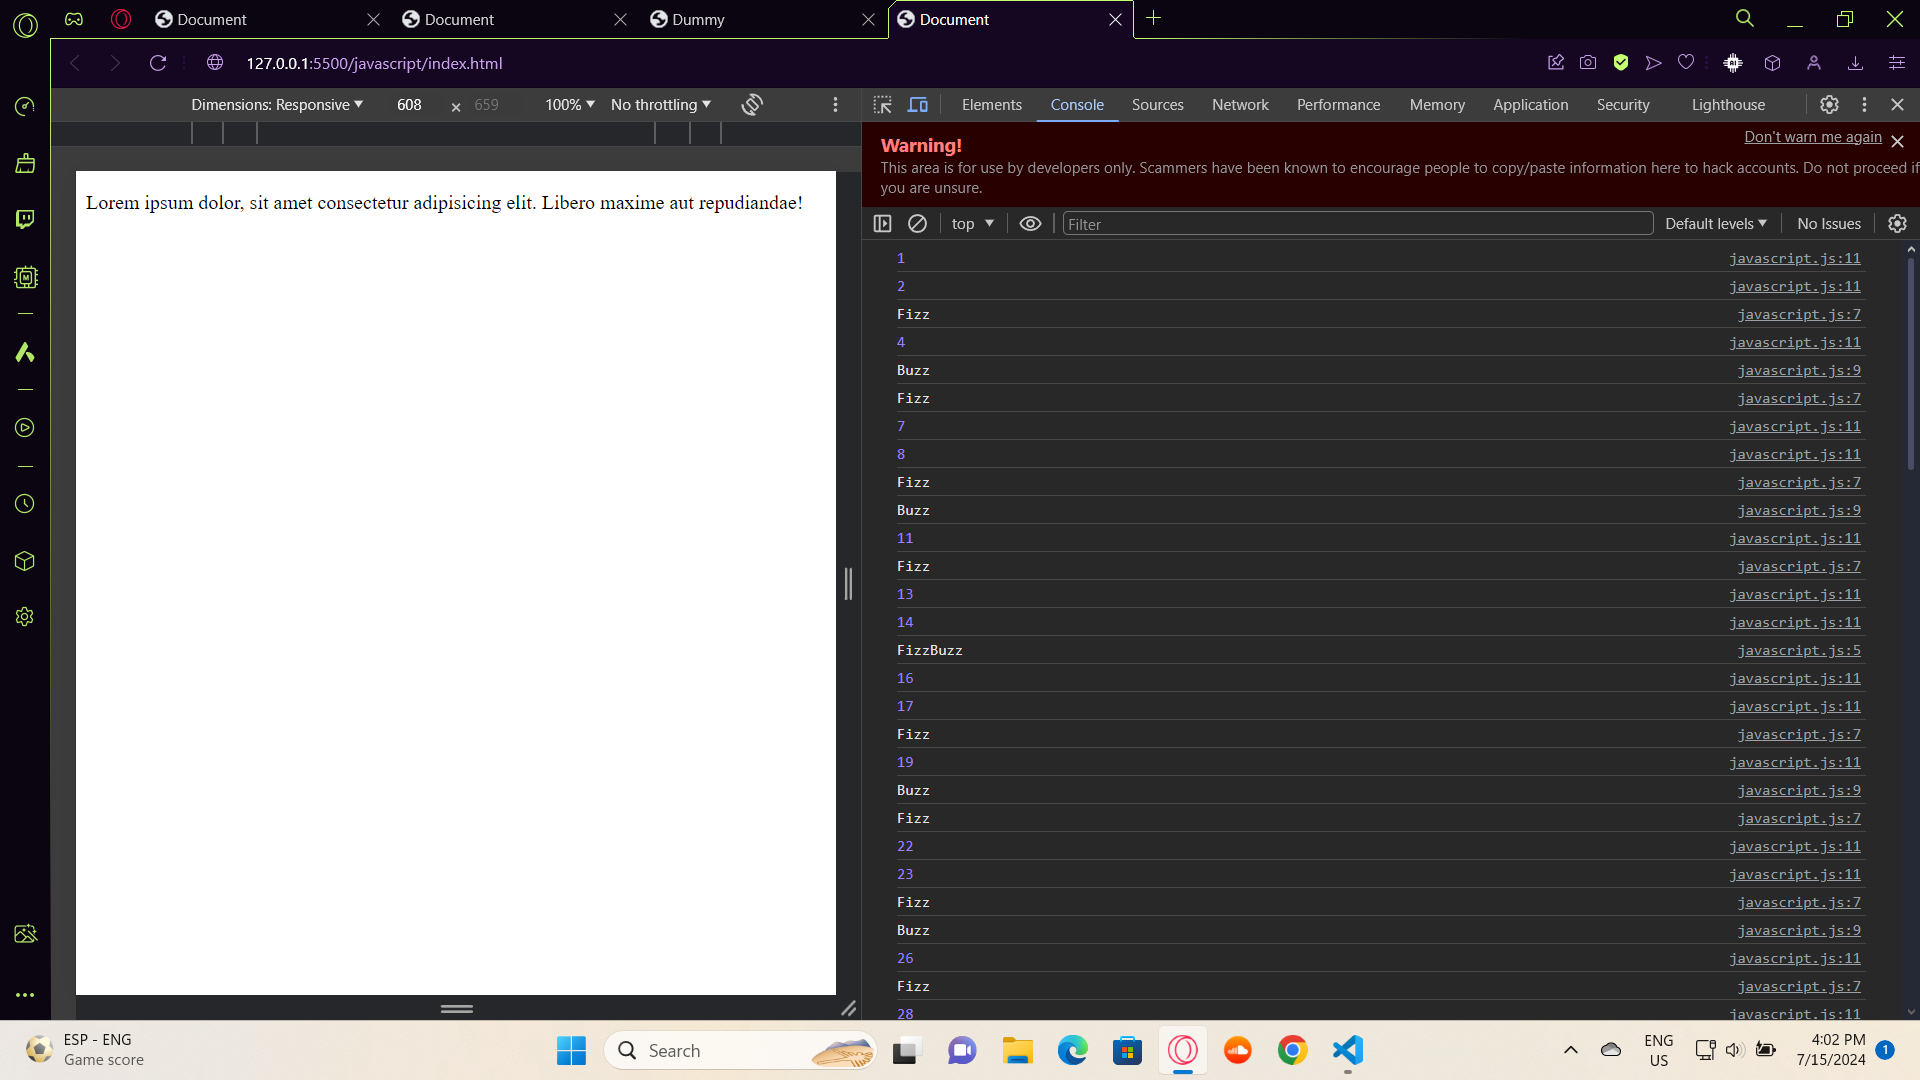 Document
Document
Dummy
Document
127.0.0.1:5500/javascript/index.html
Dimensions: Responsive 608 × 659 100% No throttling
Elements Console Sources Network Performance Memory Application Security Lighthouse
Warning!
Don't warn me again
This area is for use by developers only. Scammers have been known to encourage people to copy/paste information here to hack accounts. Do not proceed if
you are unsure.
top Filter Default levels No Issues
Lorem ipsum dolor, sit amet consectetur adipisicing elit. Libero maxime aut repudiandae!
1 javascript.js:11
2 javascript.js:11
Fizz javascript.js:7
4 javascript.js:11
Buzz javascript.js:9
Fizz javascript.js:7
7 javascript.js:11
8 javascript.js:11
Fizz javascript.js:7
Buzz javascript.js:9
11 javascript.js:11
Fizz javascript.js:7
13 javascript.js:11
14 javascript.js:11
FizzBuzz javascript.js:5
16 javascript.js:11
17 javascript.js:11
Fizz javascript.js:7
19 javascript.js:11
Buzz javascript.js:9
Fizz javascript.js:7
22 javascript.js:11
23 javascript.js:11
Fizz javascript.js:7
Buzz javascript.js:9
26 javascript.js:11
Fizz javascript.js:7
28 javascript.js:11
ESP - ENG
Game score
Search
ENG
US
4:02 PM
7/15/2024
1